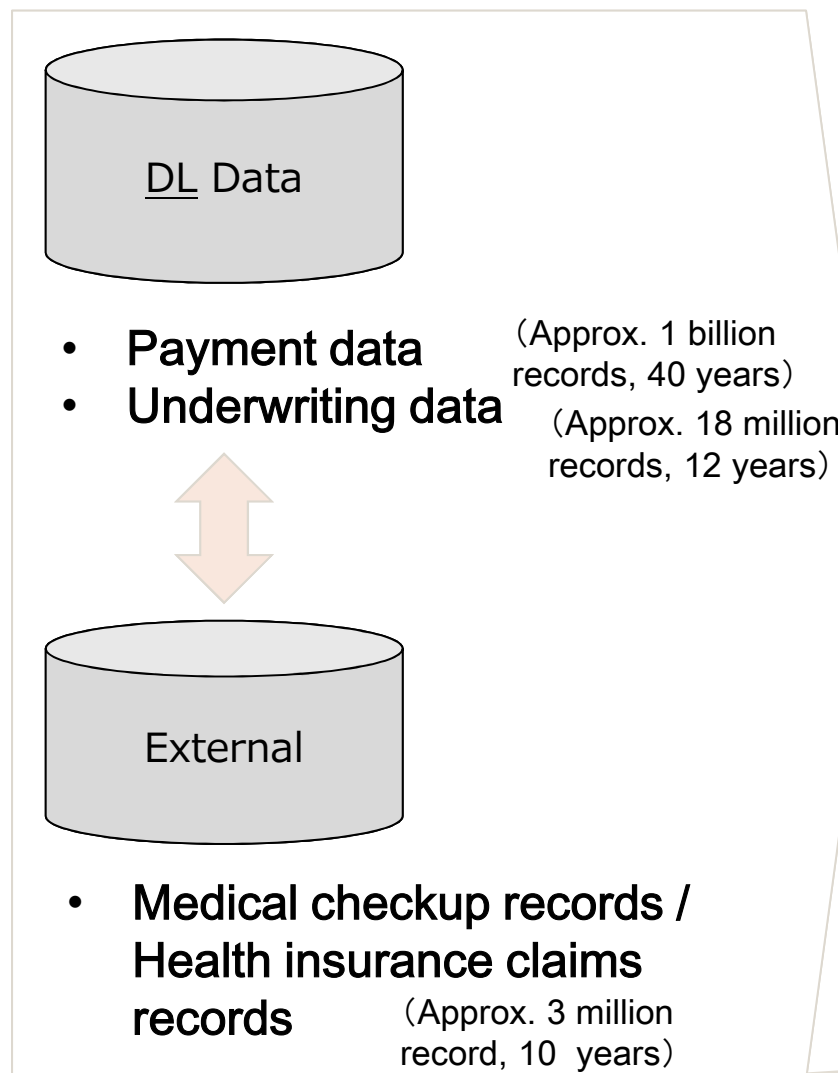 DL Data
• Payment data
（Approx. 1 billion
records, 40 years）
• Underwriting data
（Approx. 18 million
records, 12 years）
External
• Medical checkup records /
Health insurance claims
records
（Approx. 3 million
record, 10  years）